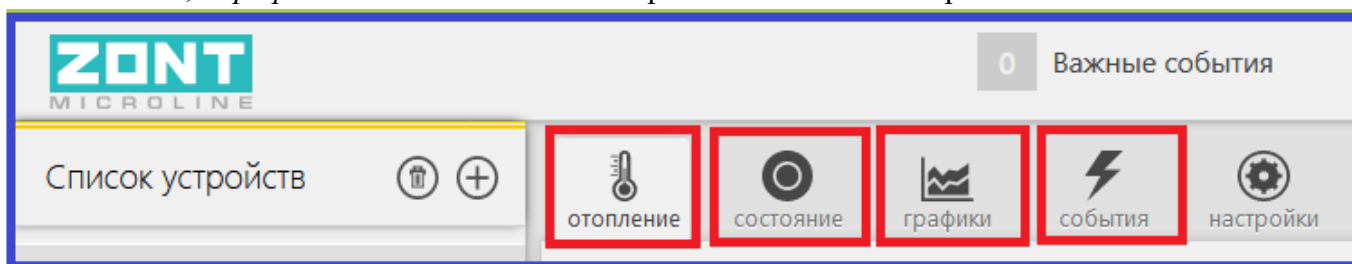 ZONT
MICROLINE
0 Важные события
Список устройств
отопление состояние графики события настройки